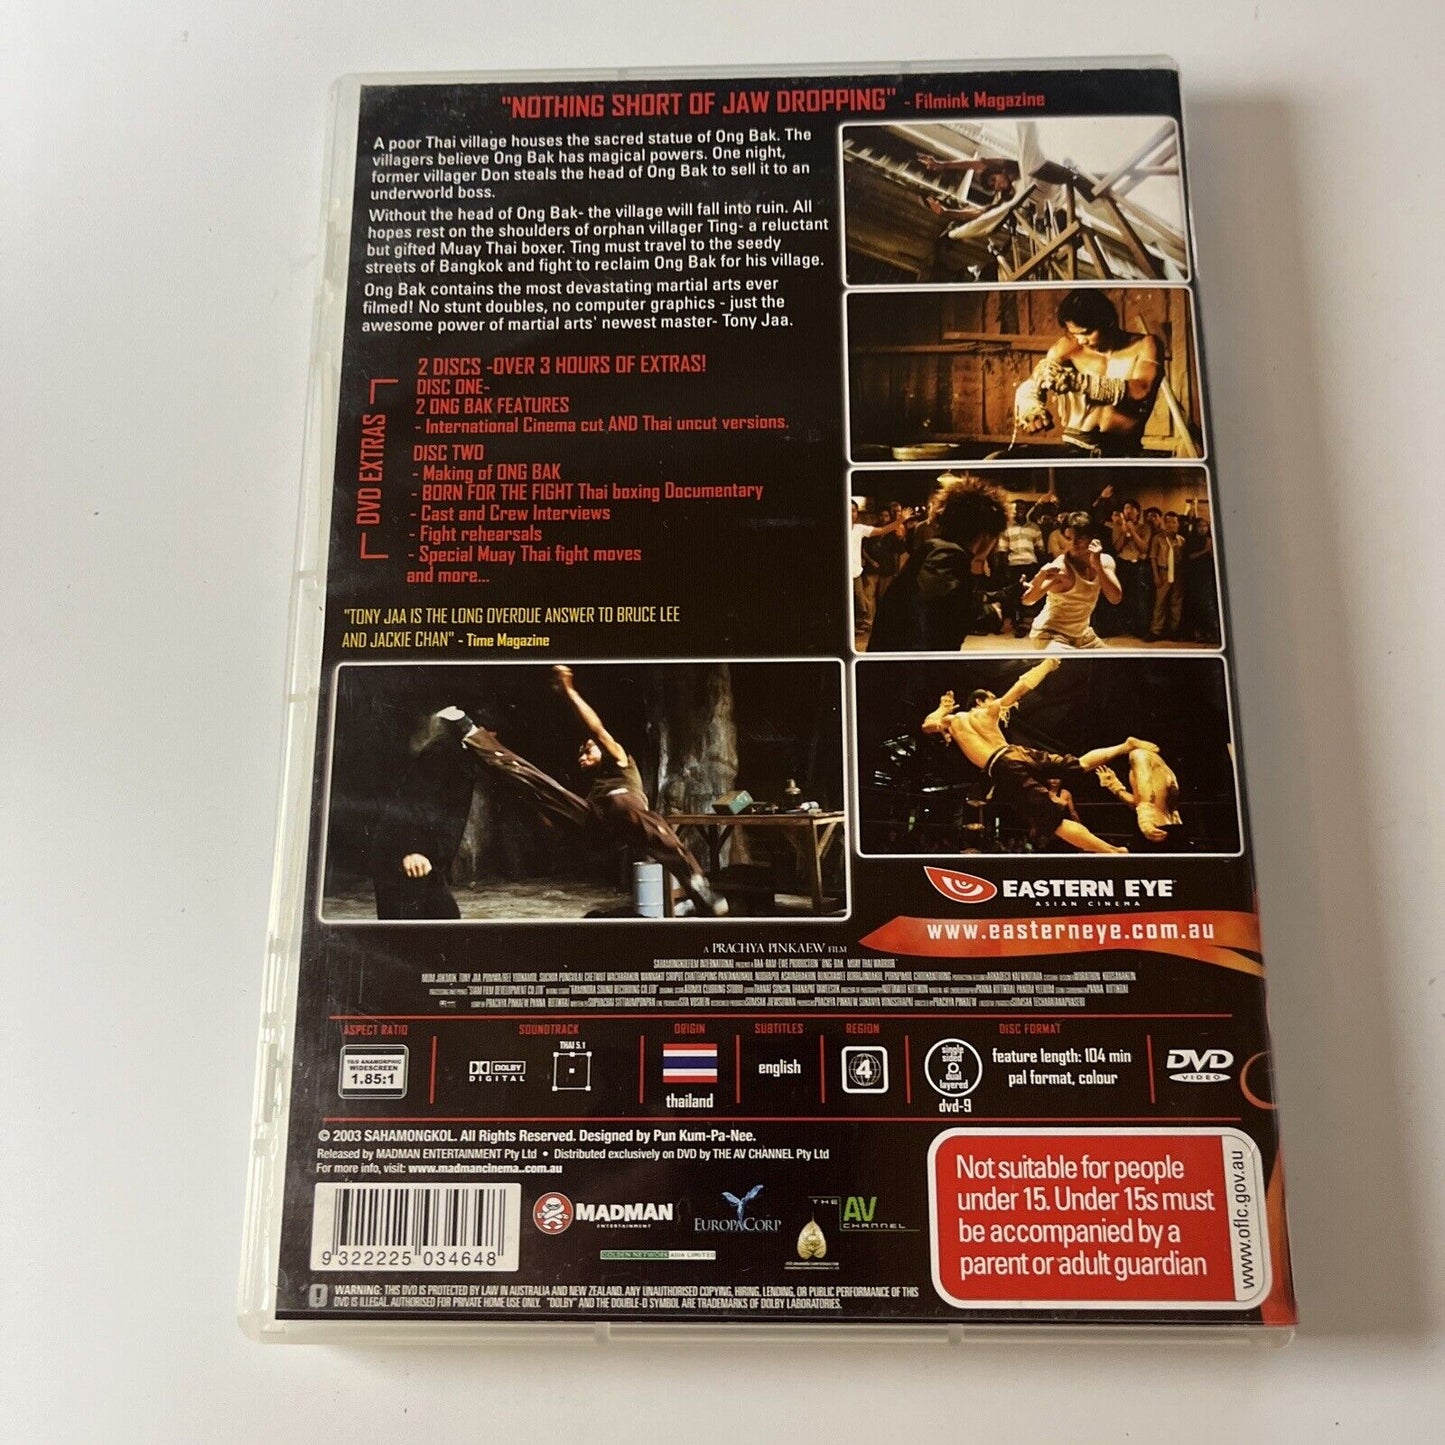 "NOTHING SHORT OF JAW DROPPING" - Filmink Magazine
A poor Thai village houses the sacred statue of Ong Bak. The
villagers believe Ong Bak has magical powers. One night,
former villager Don steals the head of Ong Bak to sell it to an
underworld boss.
Without the head of Ong Bak- the village will fall into ruin. All
hopes rest on the shoulders of orphan villager Ting- a reluctant
but gifted Muay Thai boxer. Ting must travel to the seedy
streets of Bangkok and fight to reclaim Ong Bak for his village.
Ong Bak contains the most devastating martial arts ever
filmed! No stunt doubles, no computer graphics - just the
awesome power of martial arts' newest master- Tony Jaa.
DVD EXTRAS
2 DISCS -OVER 3 HOURS OF EXTRAS!
DISC ONE-
2 ONG BAK FEATURES
- International Cinema cut AND Thai uncut versions.
DISC TWO
- Making of ONG BAK
- BORN FOR THE FIGHT Thai boxing Documentary
- Cast and Crew Interviews
- Fight rehearsals
- Special Muay Thai fight moves
and more...
"TONY JAA IS THE LONG OVERDUE ANSWER TO BRUCE LEE
AND JACKIE CHAN" - Time Magazine
EASTERN EYE
ASIAN CINEMA
www.easterneye.com.au
A PRACHYA PINKAEW FILM
ASPECT RATIO
16/9 ANAMORPHIC
WIDESCREEN
1.85:1
SOUNDTRACK
DOLBY
DIGITAL
THAI 5.1
ORIGIN
thailand
SUBTITLES
english
REGION
4
DISC FORMAT
single
sided
dual
layered
dvd-9
feature length: 104 min
pal format, colour
DVD
VIDEO
© 2003 SAHAMONGKOL. All Rights Reserved. Designed by Pun Kum-Pa-Nee.
Released by MADMAN ENTERTAINMENT Pty Ltd • Distributed exclusively on DVD by THE AV CHANNEL Pty Ltd
For more info, visit: www.madmancinema..com.au
9 322225 034648
MADMAN
ENTERTAINMENT
EUROPACORP
THE AV
CHANNEL
GOLDEN NETWORK ASIA LIMITED
Not suitable for people
under 15. Under 15s must
be accompanied by a
parent or adult guardian
www.oflc.gov.au
WARNING: THIS DVD IS PROTECTED BY LAW IN AUSTRALIA AND NEW ZEALAND. ANY UNAUTHORISED COPYING, HIRING, LENDING, OR PUBLIC PERFORMANCE OF THIS
DVD IS ILLEGAL. AUTHORISED FOR PRIVATE HOME USE ONLY. "DOLBY" AND THE DOUBLE-D SYMBOL ARE TRADEMARKS OF DOLBY LABORATORIES.